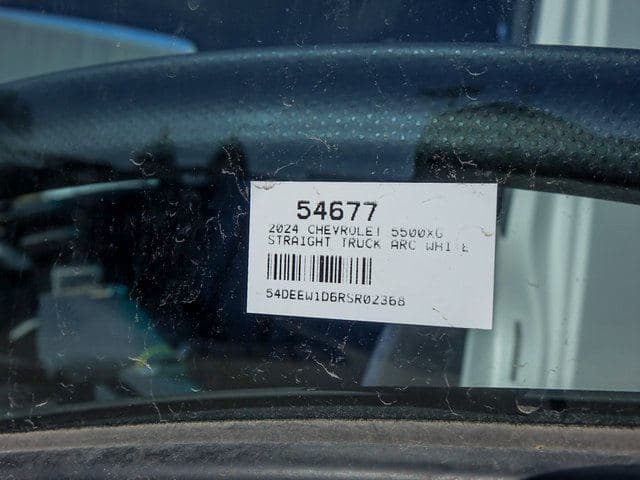 54677
2024 CHEVROLET 5500XG
STRAIGHT TRUCK ARC WHITE
54DEEW1D6RSR02368